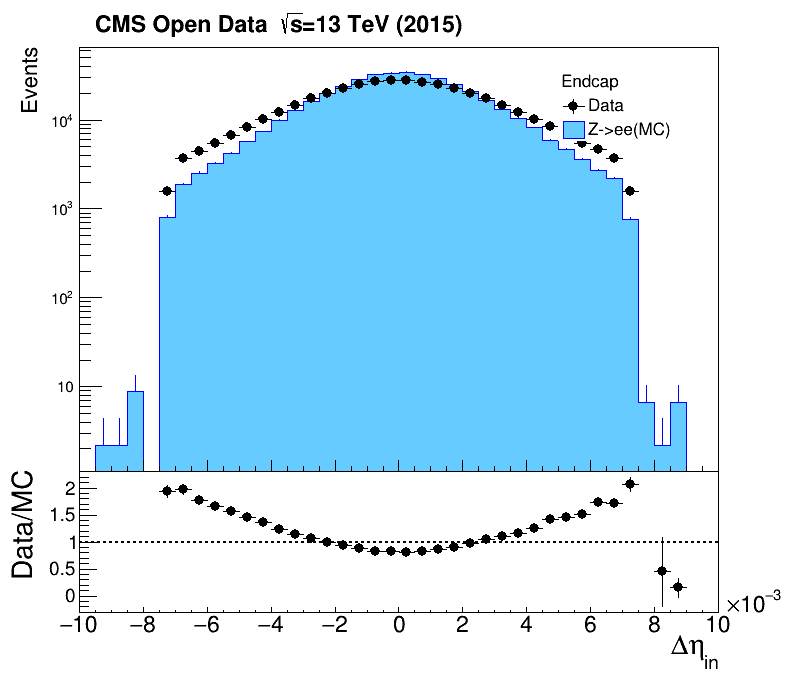 CMS Open Data √s=13 TeV (2015)
Events
Endcap
Data
Z->ee(MC)
10⁴
10³
10²
10
Data/MC
2
1.5
1
0.5
0
−10 −8 −6 −4 −2 0 2 4 6 8 10
×10⁻³
Δη_in